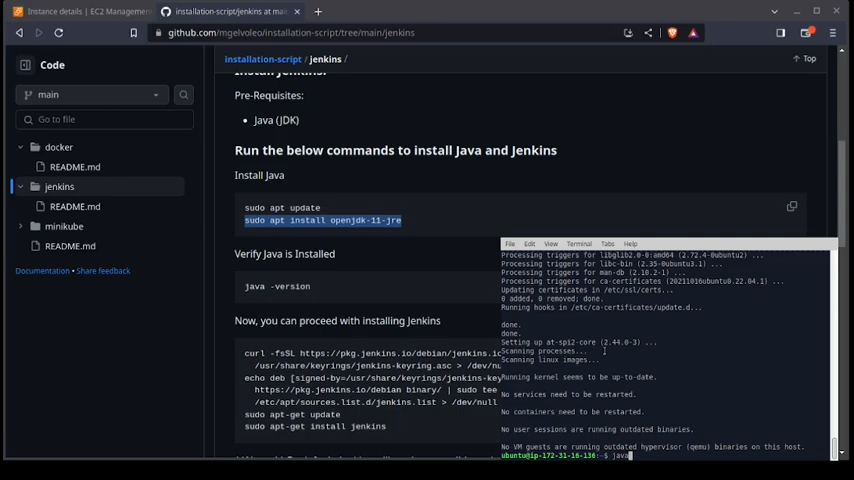 Instance details | EC2 Management
installation-script/jenkins at mai
github.com/mgelvoleo/installation-script/tree/main/jenkins
Code
main
Go to file
docker
README.md
jenkins
README.md
minikube
README.md
Documentation • Share feedback
installation-script / jenkins /
Top
Install Jenkins.
Pre-Requisites:
• Java (JDK)
Run the below commands to install Java and Jenkins
Install Java
sudo apt update
sudo apt install openjdk-11-jre
Verify Java is Installed
java -version
Now, you can proceed with installing Jenkins
curl -fsSL https://pkg.jenkins.io/debian/jenkins
/usr/share/keyrings/jenkins-keyring.asc > /dev/nu
echo deb [signed-by=/usr/share/keyrings/jenkins-key
https://pkg.jenkins.io/debian binary/ | sudo tee
/etc/apt/sources.list.d/jenkins.list > /dev/null
sudo apt-get update
sudo apt-get install jenkins
File Edit View Terminal Tabs Help
Processing triggers for libglib2.0-0:amd64 (2.72.4-0ubuntu2) ...
Processing triggers for libc-bin (2.35-0ubuntu3.1) ...
Processing triggers for man-db (2.10.2-1) ...
Processing triggers for ca-certificates (20211016ubuntu0.22.04.1) ...
Updating certificates in /etc/ssl/certs...
0 added, 0 removed; done.
Running hooks in /etc/ca-certificates/update.d...
done.
done.
Setting up at-spi2-core (2.44.0-3) ...
Scanning processes...
Scanning linux images...
Running kernel seems to be up-to-date.
No services need to be restarted.
No containers need to be restarted.
No user sessions are running outdated binaries.
No VM guests are running outdated hypervisor (qemu) binaries on this host.
ubuntu@ip-172-31-16-136:~$ java